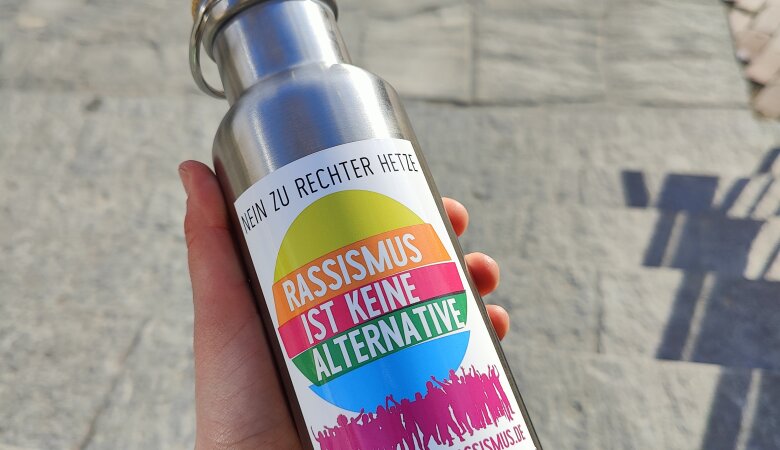 NEIN ZU RECHTER HETZE
RASSISMUS
IST KEINE
ALTERNATIVE